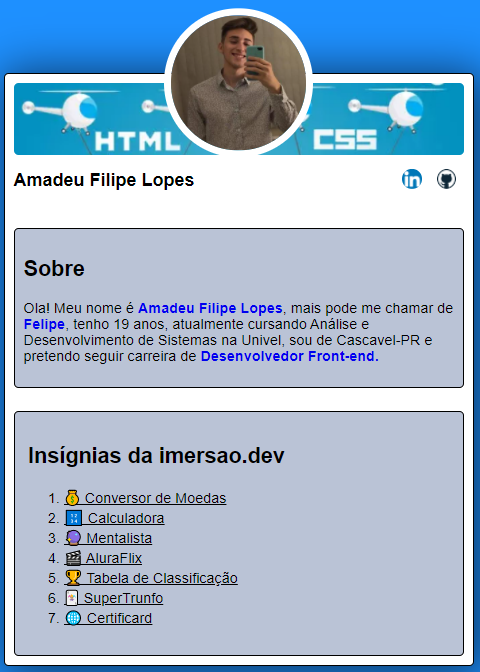 HTML CSS
Amadeu Filipe Lopes in
Sobre
Ola! Meu nome é Amadeu Filipe Lopes, mais pode me chamar de
Felipe, tenho 19 anos, atualmente cursando Análise e
Desenvolvimento de Sistemas na Univel, sou de Cascavel-PR e
pretendo seguir carreira de Desenvolvedor Front-end.
Insígnias da imersao.dev
1. Conversor de Moedas
2. Calculadora
3. Mentalista
4. AluraFlix
5. Tabela de Classificação
6. SuperTrunfo
7. Certificard